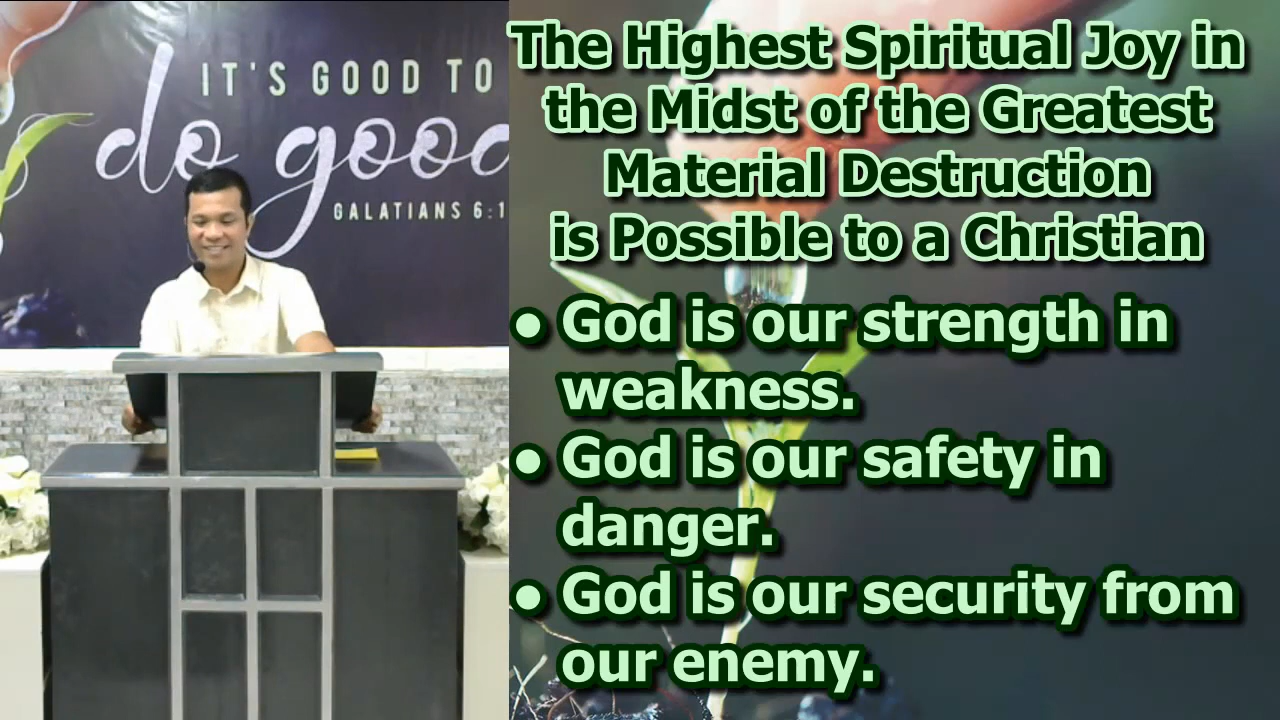 IT'S GOOD TO
do good
GALATIANS 6:1
The Highest Spiritual Joy in
the Midst of the Greatest
Material Destruction
is Possible to a Christian
● God is our strength in
weakness.
● God is our safety in
danger.
● God is our security from
our enemy.